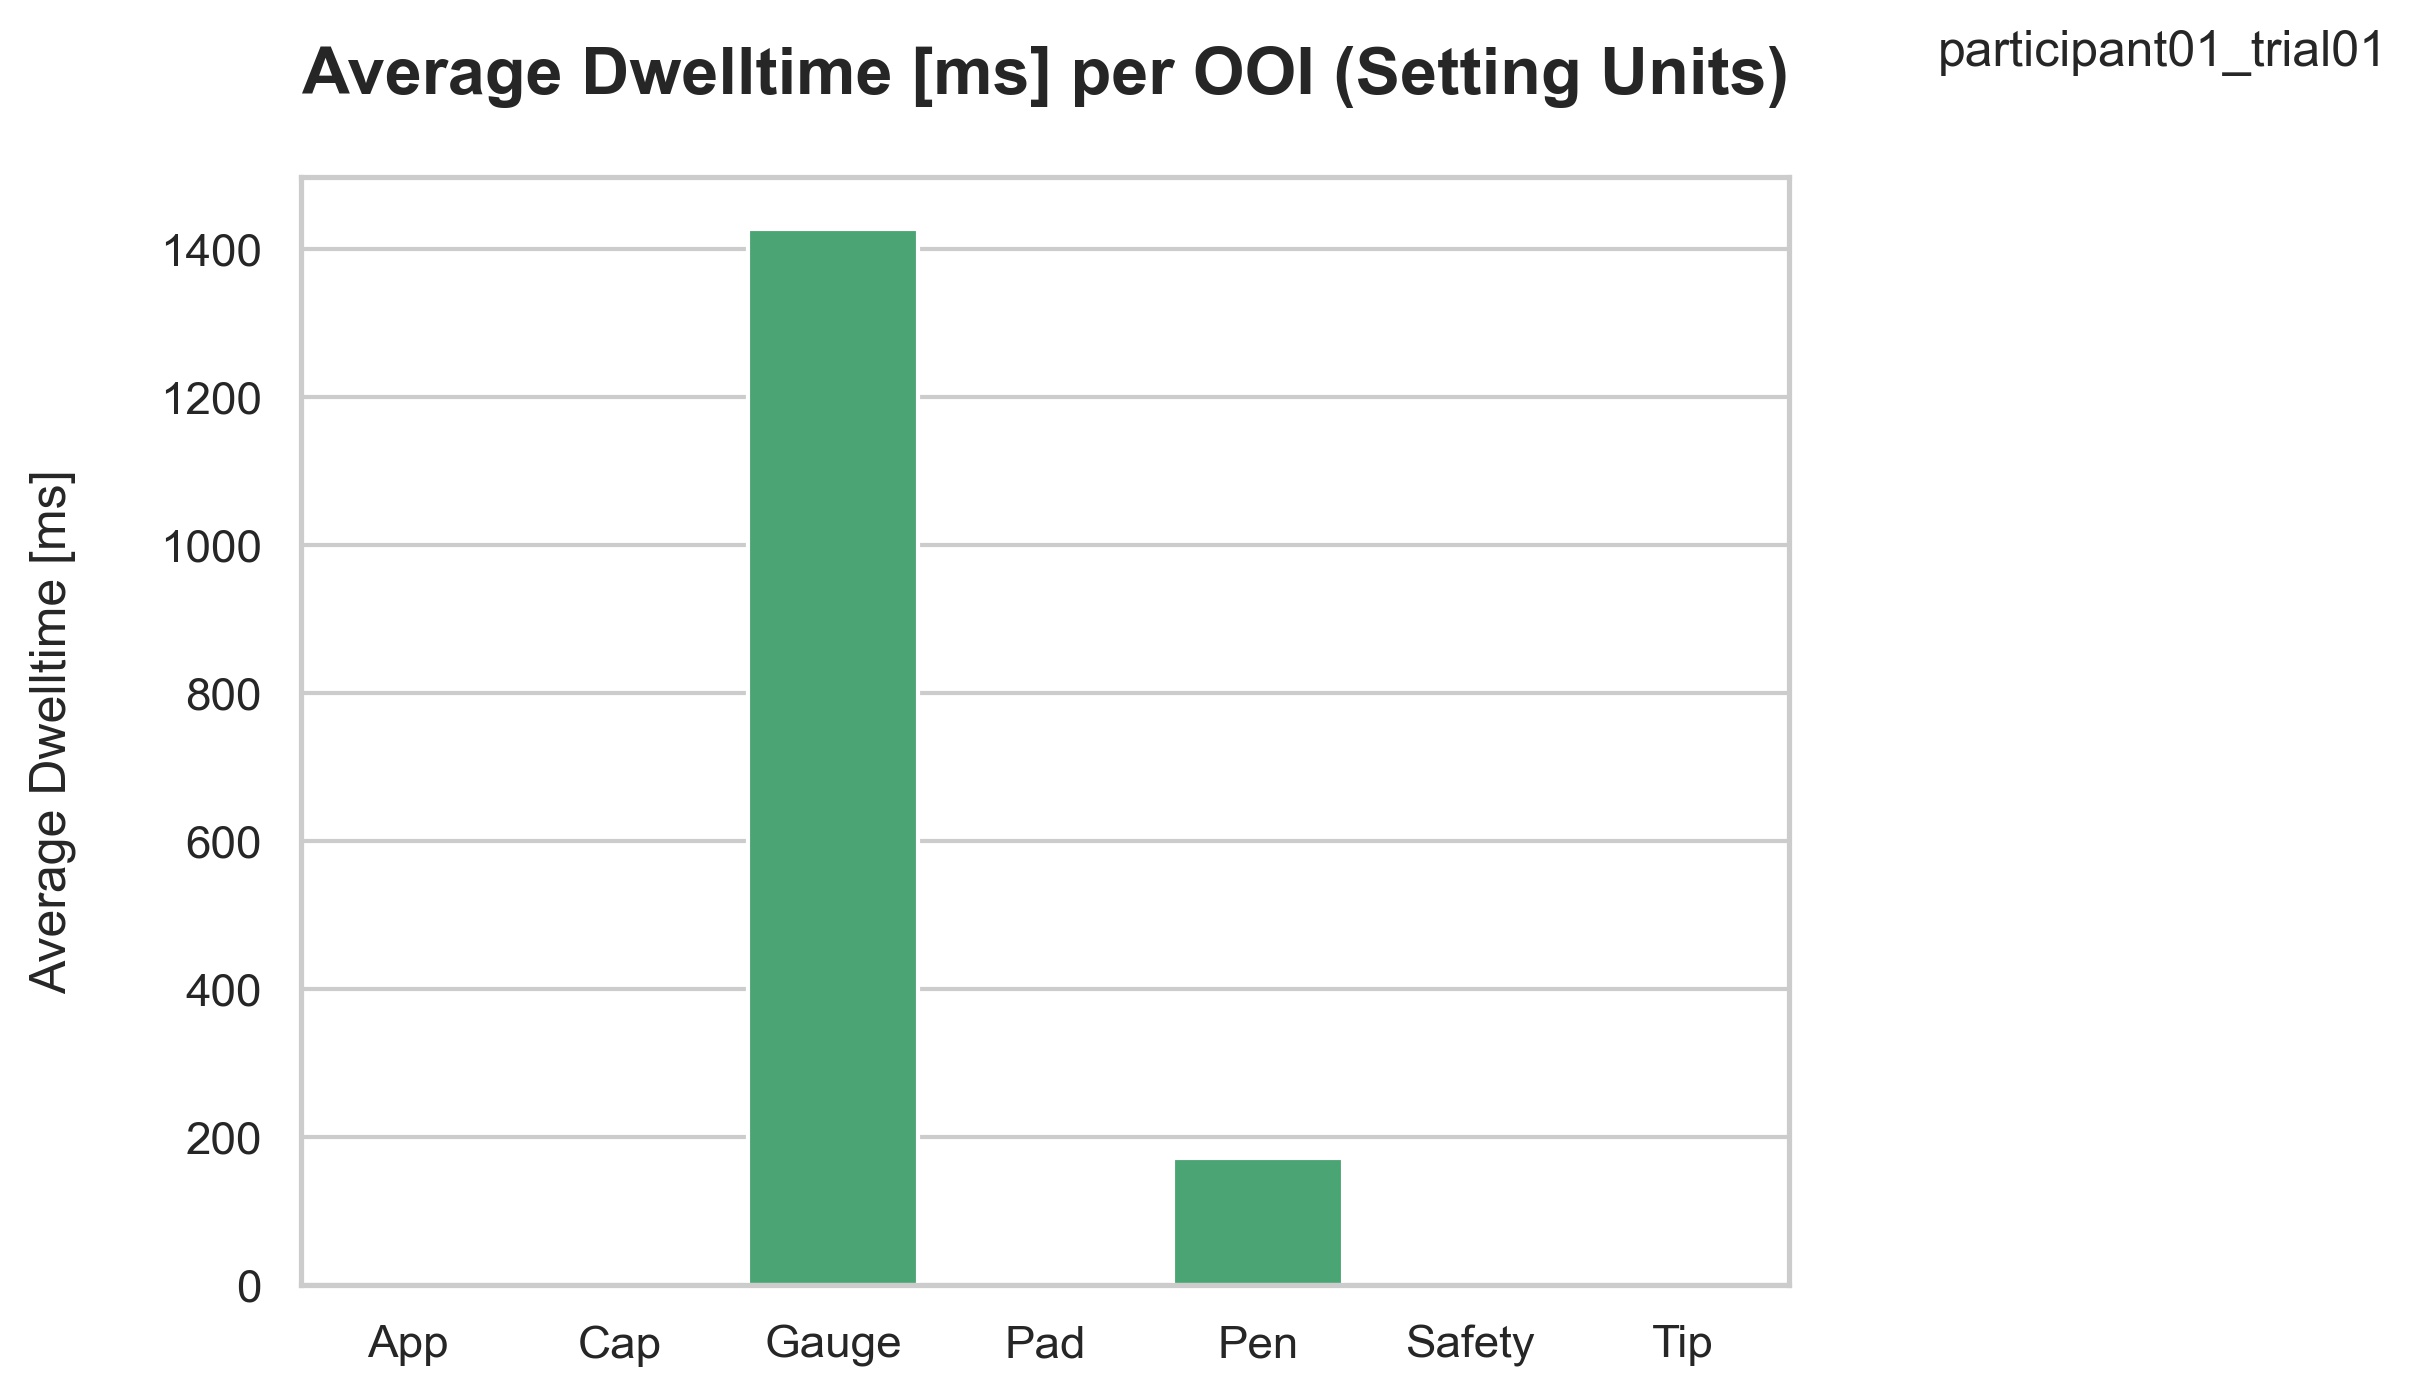 participant01_trial01
Average Dwelltime [ms] per OOI (Setting Units)
Average Dwelltime [ms]
1400
1200
1000
800
600
400
200
0
App Cap Gauge Pad Pen Safety Tip